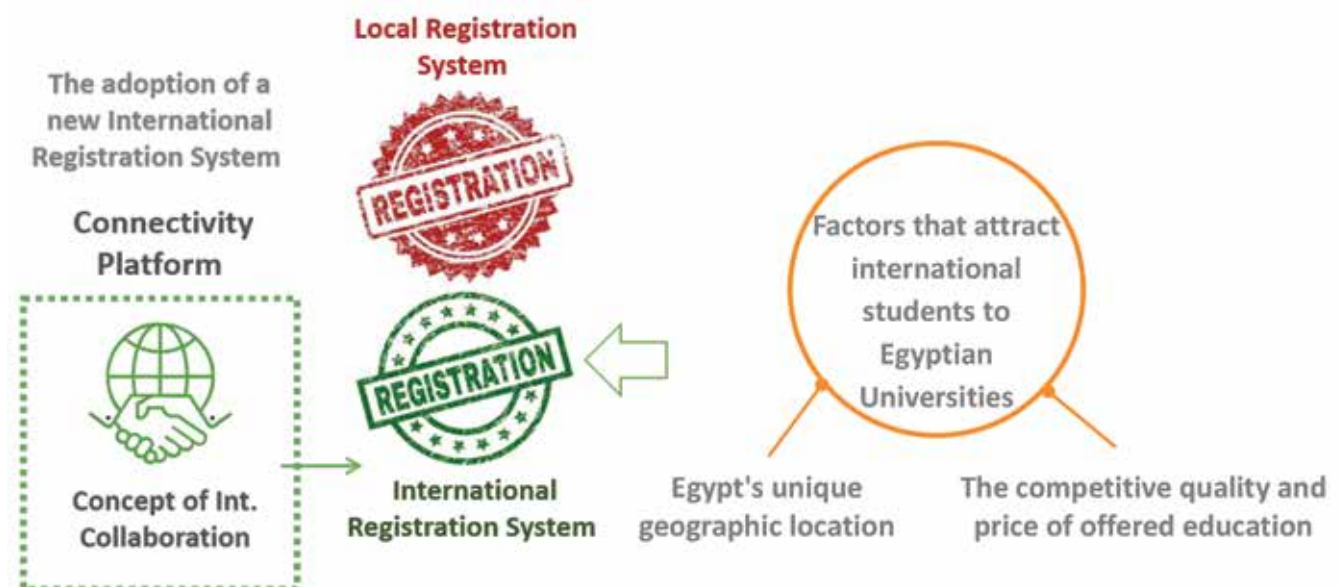 The adoption of a
new International
Registration System
Connectivity
Platform
Concept of Int.
Collaboration
Local Registration
System
REGISTRATION
REGISTRATION
International
Registration System
Factors that attract
international
students to
Egyptian
Universities
Egypt's unique
geographic location
The competitive quality and
price of offered education